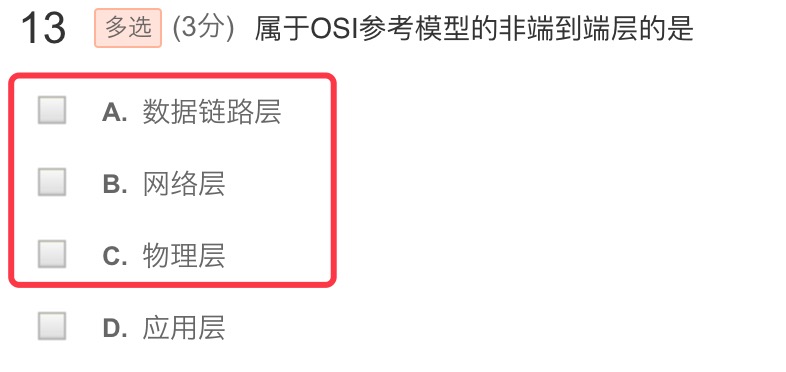 13 多选 (3分) 属于OSI参考模型的非端到端层的是
A. 数据链路层
B. 网络层
C. 物理层
D. 应用层